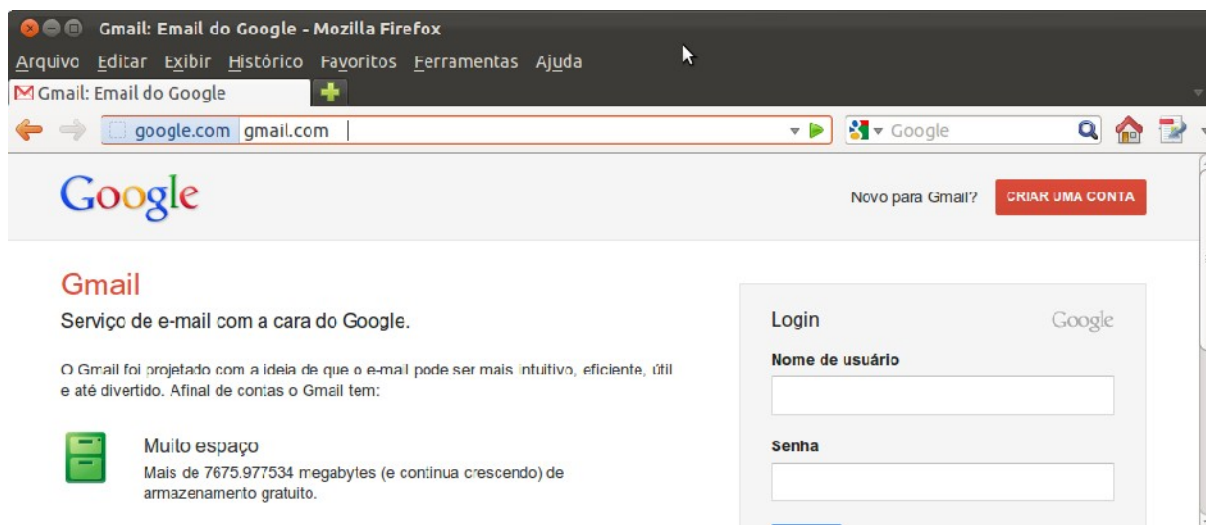 Gmail: Email do Google - Mozilla Firefox
Arquivo Editar Exibir Histórico Favoritos Ferramentas Ajuda
Gmail: Email do Google
google.com gmail.com Google
Google Novo para Gmail? CRIAR UMA CONTA
Gmail
Serviço de e-mail com a cara do Google.
O Gmail foi projetado com a ideia de que o e-mail pode ser mais intuitivo, eficiente, útil
e até divertido. Afinal de contas o Gmail tem:
Muito espaço
Mais de 7675.977534 megabytes (e continua crescendo) de
armazenamento gratuito.
Login Google
Nome de usuário
Senha